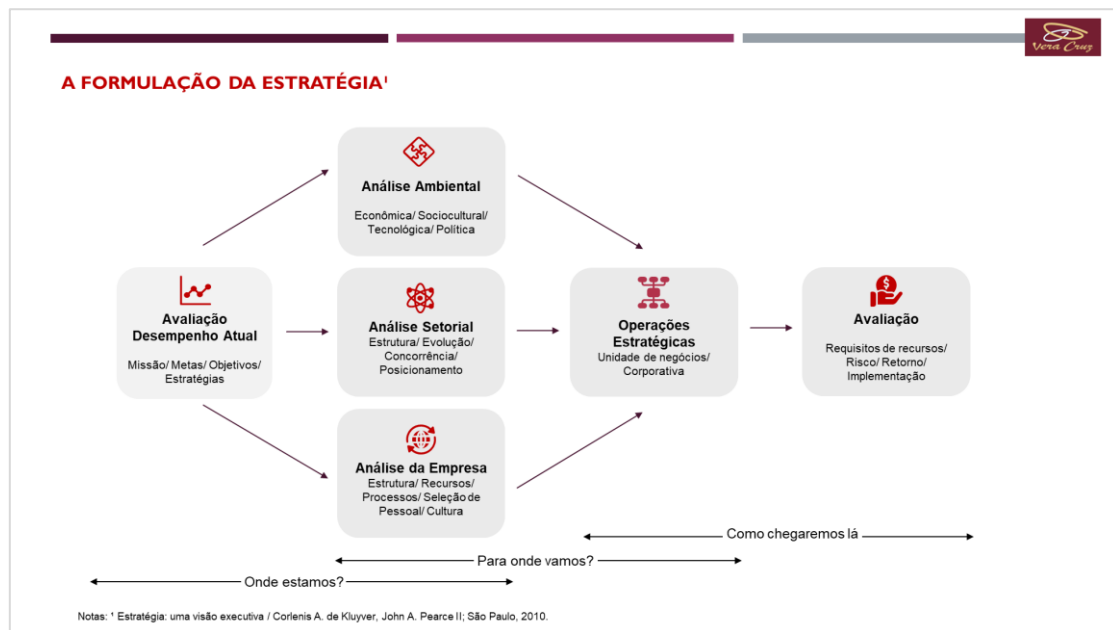 Vera Cruz
A FORMULAÇÃO DA ESTRATÉGIA¹
Análise Ambiental
Econômica/ Sociocultural/
Tecnológica/ Política
Avaliação
Desempenho Atual
Missão/ Metas/ Objetivos/
Estratégias
Análise Setorial
Estrutura/ Evolução/
Concorrência/
Posicionamento
Operações
Estratégicas
Unidade de negócios/
Corporativa
Avaliação
Requisitos de recursos/
Risco/ Retorno/
Implementação
Análise da Empresa
Estrutura/ Recursos/
Processos/ Seleção de
Pessoal/ Cultura
Como chegaremos lá
Para onde vamos?
Onde estamos?
Notas: ¹ Estratégia: uma visão executiva / Corlenis A. de Kluyver, John A. Pearce II; São Paulo, 2010.